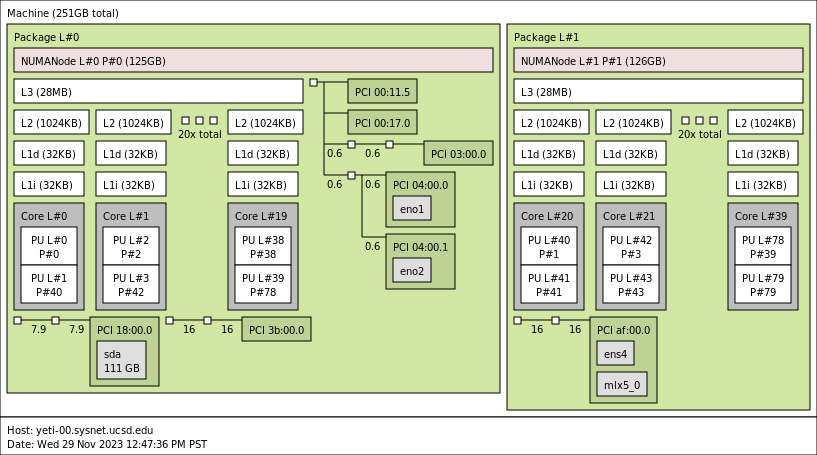 Machine (251GB total)
Package L#0
NUMANode L#0 P#0 (125GB)
L3 (28MB)
L2 (1024KB)
L2 (1024KB)
20x total
L2 (1024KB)
L1d (32KB)
L1d (32KB)
L1d (32KB)
L1i (32KB)
L1i (32KB)
L1i (32KB)
Core L#0
PU L#0
P#0
PU L#1
P#40
Core L#1
PU L#2
P#2
PU L#3
P#42
Core L#19
PU L#38
P#38
PU L#39
P#78
PCI 00:11.5
PCI 00:17.0
0.6
0.6
PCI 03:00.0
0.6
0.6
PCI 04:00.0
eno1
0.6
PCI 04:00.1
eno2
7.9
7.9
PCI 18:00.0
sda
111 GB
16
16
PCI 3b:00.0
Package L#1
NUMANode L#1 P#1 (126GB)
L3 (28MB)
L2 (1024KB)
L2 (1024KB)
20x total
L2 (1024KB)
L1d (32KB)
L1d (32KB)
L1d (32KB)
L1i (32KB)
L1i (32KB)
L1i (32KB)
Core L#20
PU L#40
P#1
PU L#41
P#41
Core L#21
PU L#42
P#3
PU L#43
P#43
Core L#39
PU L#78
P#39
PU L#79
P#79
16
16
PCI af:00.0
ens4
mlx5_0
Host: yeti-00.sysnet.ucsd.edu
Date: Wed 29 Nov 2023 12:47:36 PM PST